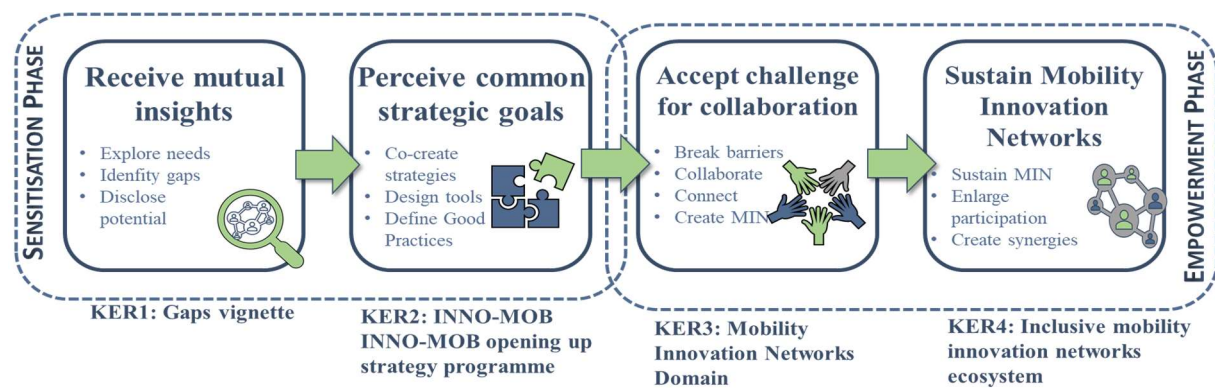 SENSITISATION PHASE
Receive mutual
insights
• Explore needs
• Idenfity gaps
• Disclose
potential
KER1: Gaps vignette
Perceive common
strategic goals
• Co-create
strategies
• Design tools
• Define Good
Practices
KER2: INNO-MOB
INNO-MOB opening up
strategy programme
Accept challenge
for collaboration
• Break barriers
• Collaborate
• Connect
• Create MIN
KER3: Mobility
Innovation Networks
Domain
Sustain Mobility
Innovation
Networks
• Sustain MIN
• Enlarge
participation
• Create synergies
KER4: Inclusive mobility
innovation networks
ecosystem
EMPOWERMENT PHASE